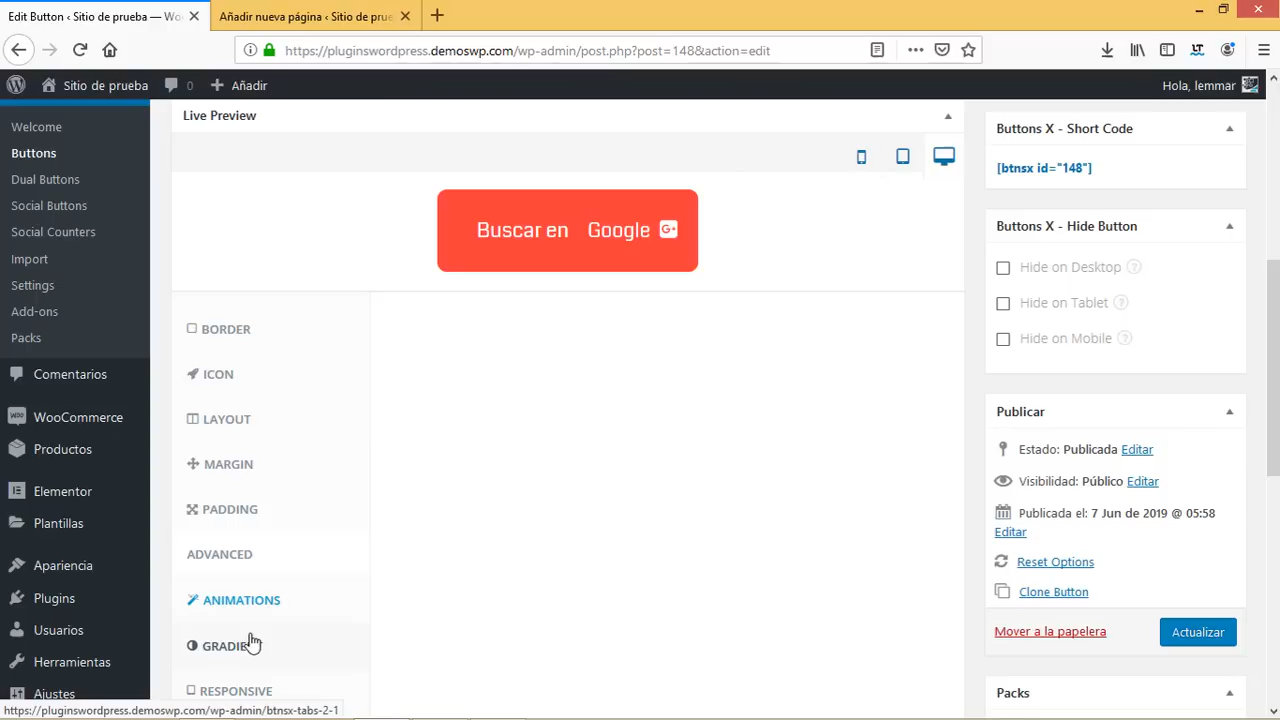 Edit Button ‹ Sitio de prueba — Wo
Añadir nueva página ‹ Sitio de prue
https://pluginswordpress.demoswp.com/wp-admin/post.php?post=148&action=edit
Sitio de prueba
0
Añadir
Hola, lemmar
Welcome
Buttons
Dual Buttons
Social Buttons
Social Counters
Import
Settings
Add-ons
Packs
Comentarios
WooCommerce
Productos
Elementor
Plantillas
Apariencia
Plugins
Usuarios
Herramientas
Ajustes
Live Preview
Buscar en Google G+
BORDER
ICON
LAYOUT
MARGIN
PADDING
ADVANCED
ANIMATIONS
RESPONSIVE
https://pluginswordpress.demoswp.com/wp-admin/btnsx-tabs-2-1
Buttons X - Short Code
[btnsx id="148"]
Buttons X - Hide Button
Hide on Desktop ?
Hide on Tablet ?
Hide on Mobile ?
Publicar
Estado: Publicada Editar
Visibilidad: Público Editar
Publicada el: 7 Jun de 2019 @ 05:58
Editar
Reset Options
Clone Button
Mover a la papelera
Actualizar
Packs